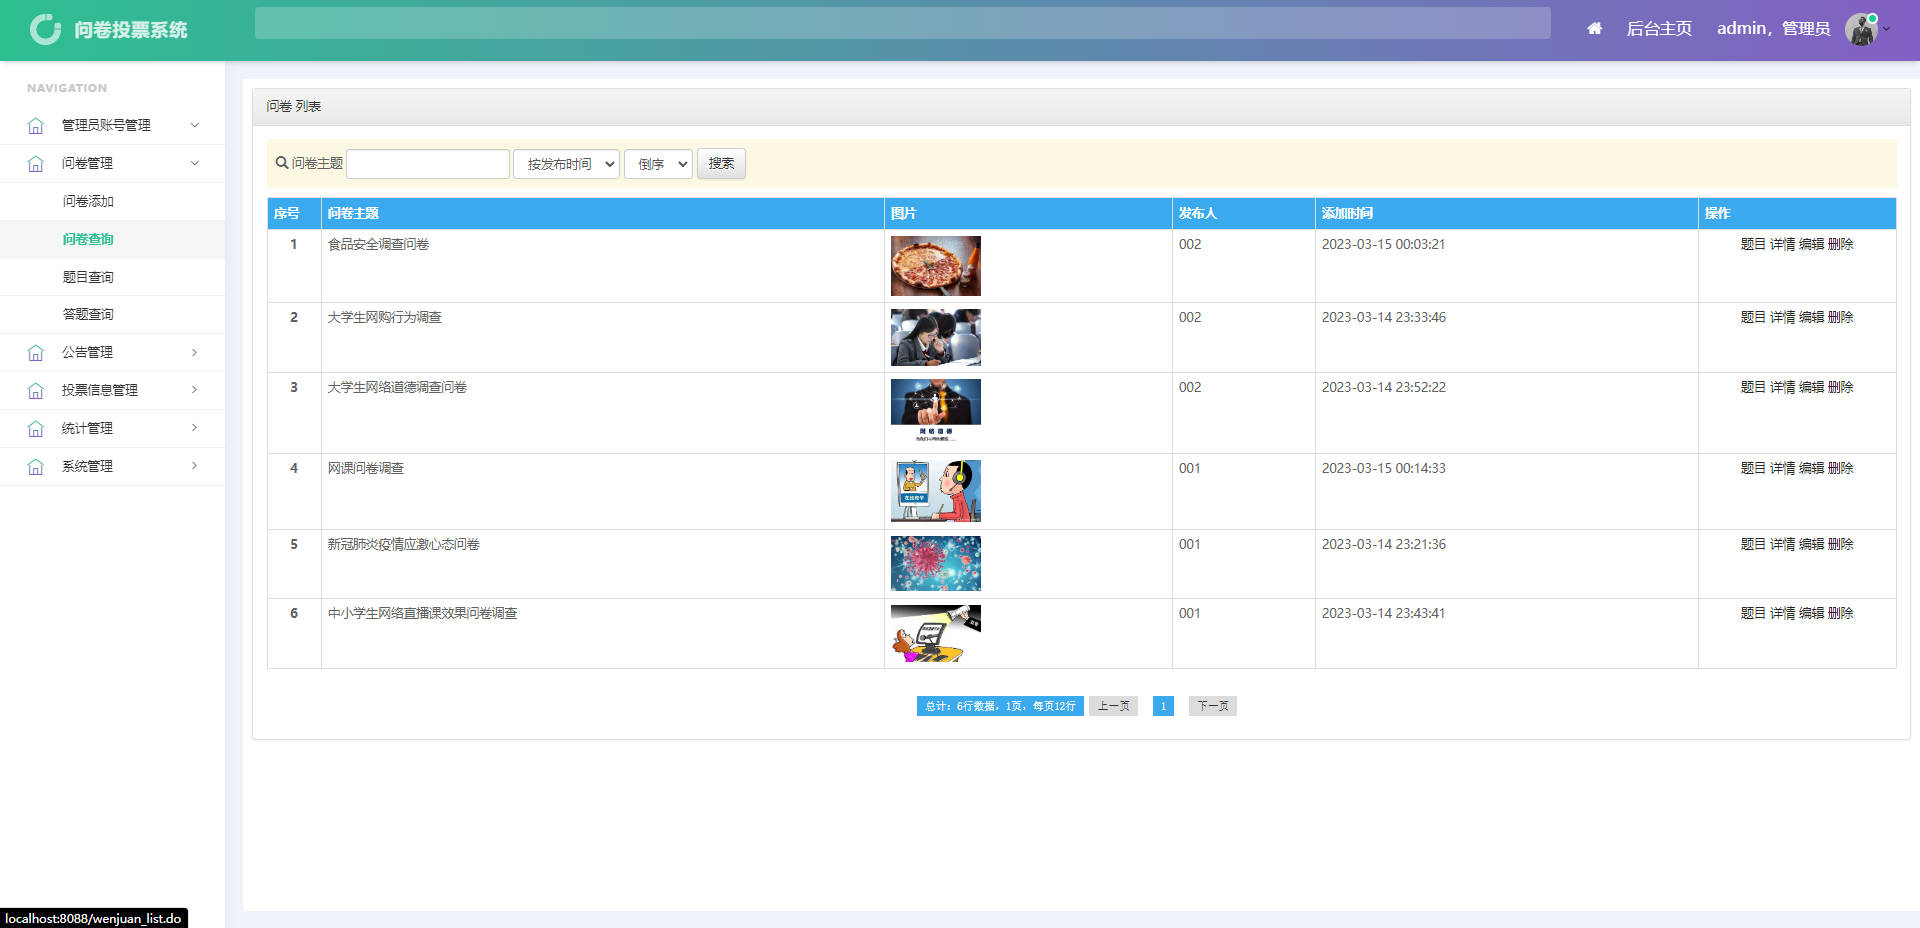 问卷投票系统
后台主页
admin，管理员
NAVIGATION
管理员账号管理
问卷管理
问卷添加
问卷查询
题目查询
答题查询
公告管理
投票信息管理
统计管理
系统管理
问卷 列表
问卷主题 按发布时间 倒序 搜索
序号 问卷主题 图片 发布人 添加时间 操作
1 食品安全调查问卷 002 2023-03-15 00:03:21 题目 详情 编辑 删除
2 大学生网购行为调查 002 2023-03-14 23:33:46 题目 详情 编辑 删除
3 大学生网络道德调查问卷 002 2023-03-14 23:52:22 题目 详情 编辑 删除
网络道德
4 网课问卷调查 001 2023-03-15 00:14:33 题目 详情 编辑 删除
5 新冠肺炎疫情应激心态问卷 001 2023-03-14 23:21:36 题目 详情 编辑 删除
6 中小学生网络直播课效果问卷调查 001 2023-03-14 23:43:41 题目 详情 编辑 删除
总计：6行数据，1页，每页12行 上一页 1 下一页
localhost:8088/wenjuan_list.do